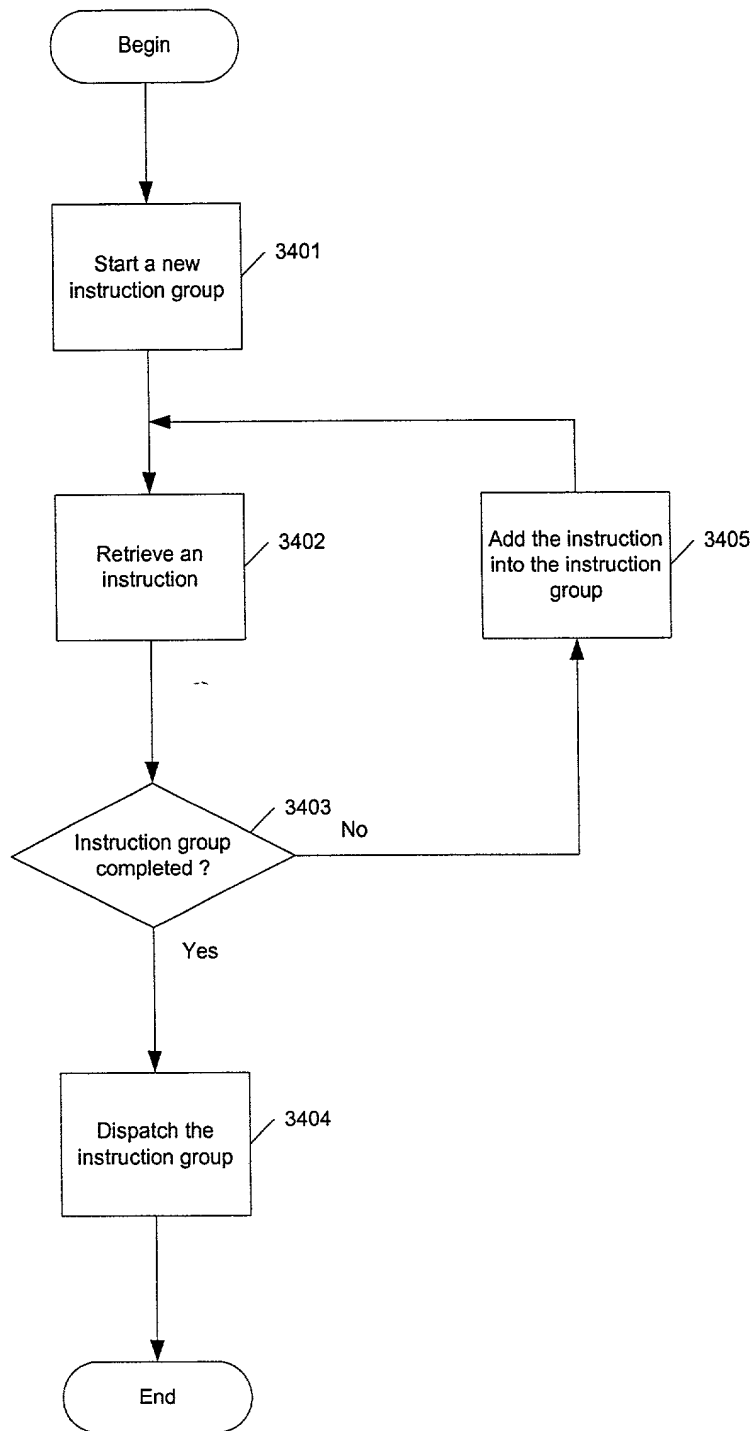 Begin
Start a new
instruction group
3401
Retrieve an
instruction
3402
Add the instruction
into the instruction
group
3405
Instruction group
completed ?
3403
No
Yes
Dispatch the
instruction group
3404
End